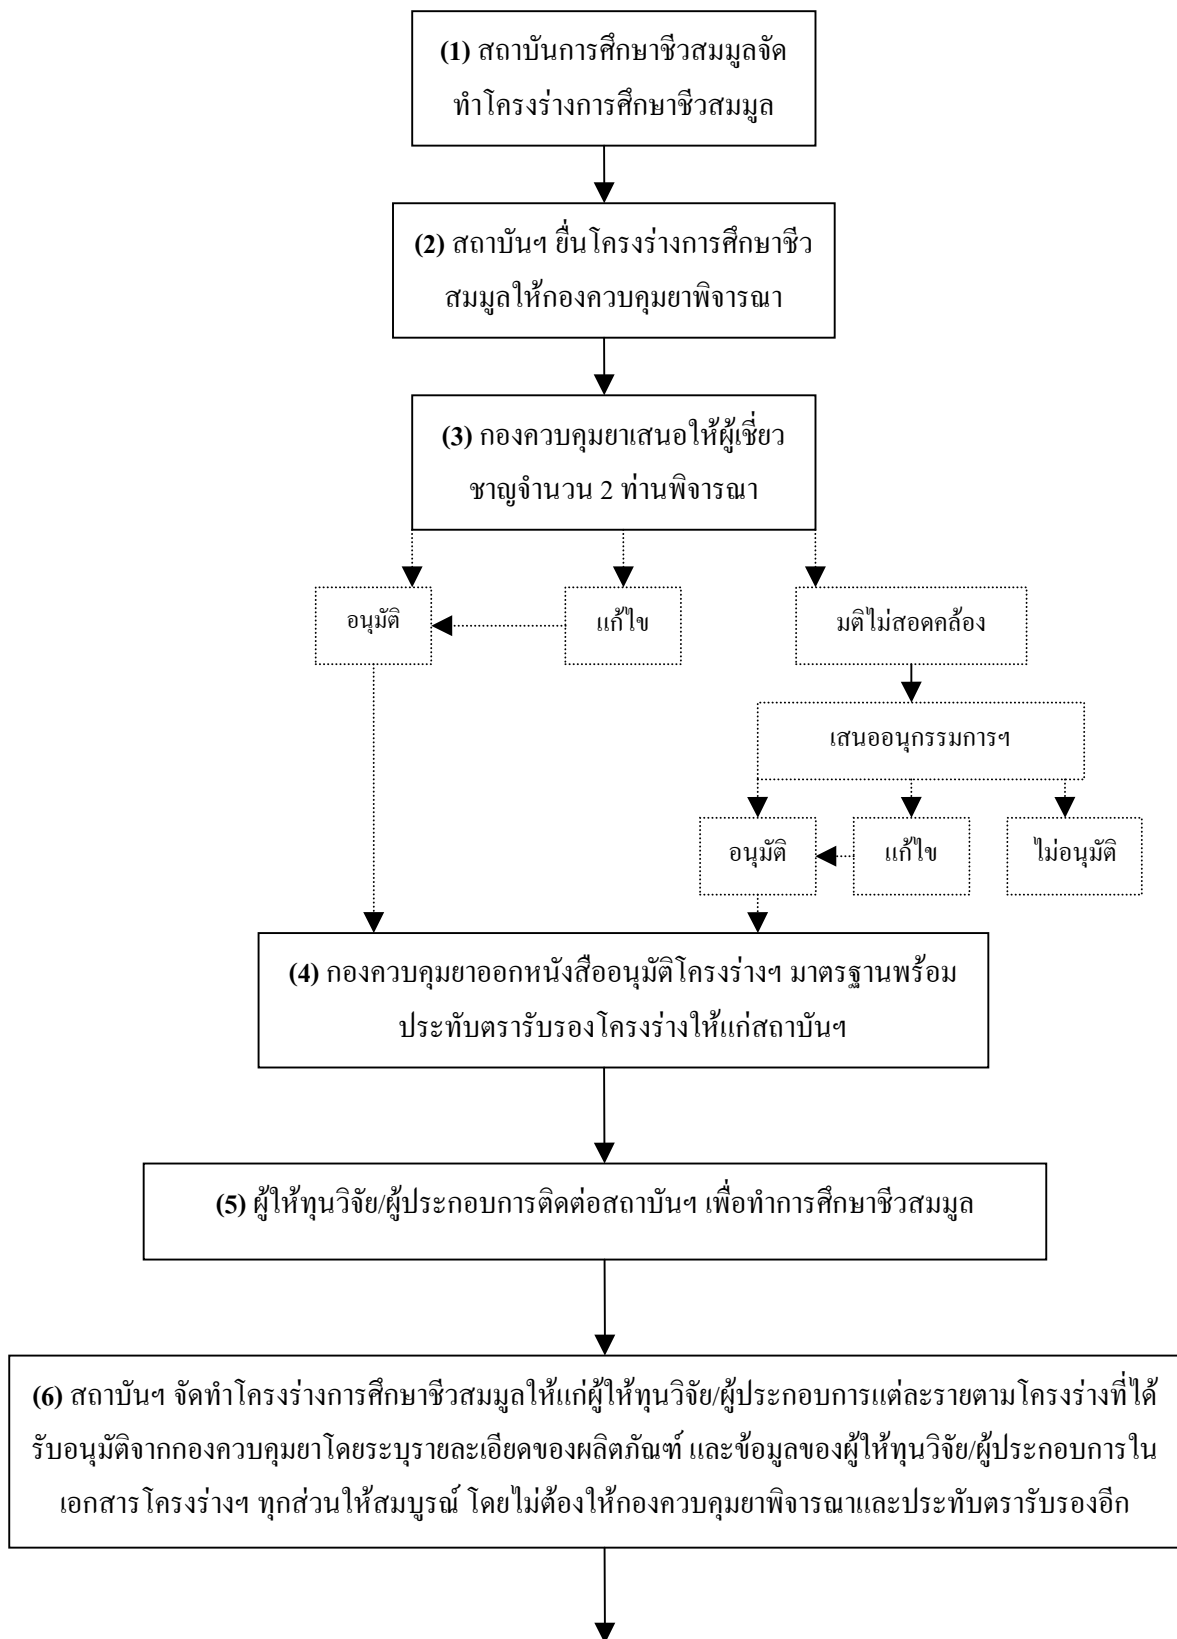 (1) สถาบันการศึกษาชีวสมมูลจัด
ทำโครงร่างการศึกษาชีวสมมูล
(2) สถาบันฯ ยื่นโครงร่างการศึกษาชีว
สมมูลให้กองควบคุมยาพิจารณา
(3) กองควบคุมยาเสนอให้ผู้เชี่ยว
ชาญจำนวน 2 ท่านพิจารณา
อนุมัติ
แก้ไข
มติไม่สอดคล้อง
เสนออนุกรรมการฯ
อนุมัติ
แก้ไข
ไม่อนุมัติ
(4) กองควบคุมยาออกหนังสืออนุมัติโครงร่างฯ มาตรฐานพร้อม
ประทับตรารับรองโครงร่างให้แก่สถาบันฯ
(5) ผู้ให้ทุนวิจัย/ผู้ประกอบการติดต่อสถาบันฯ เพื่อทำการศึกษาชีวสมมูล
(6) สถาบันฯ จัดทำโครงร่างการศึกษาชีวสมมูลให้แก่ผู้ให้ทุนวิจัย/ผู้ประกอบการแต่ละรายตามโครงร่างที่ได้
รับอนุมัติจากกองควบคุมยาโดยระบุรายละเอียดของผลิตภัณฑ์ และข้อมูลของผู้ให้ทุนวิจัย/ผู้ประกอบการใน
เอกสารโครงร่างฯ ทุกส่วนให้สมบูรณ์ โดยไม่ต้องให้กองควบคุมยาพิจารณาและประทับตรารับรองอีก